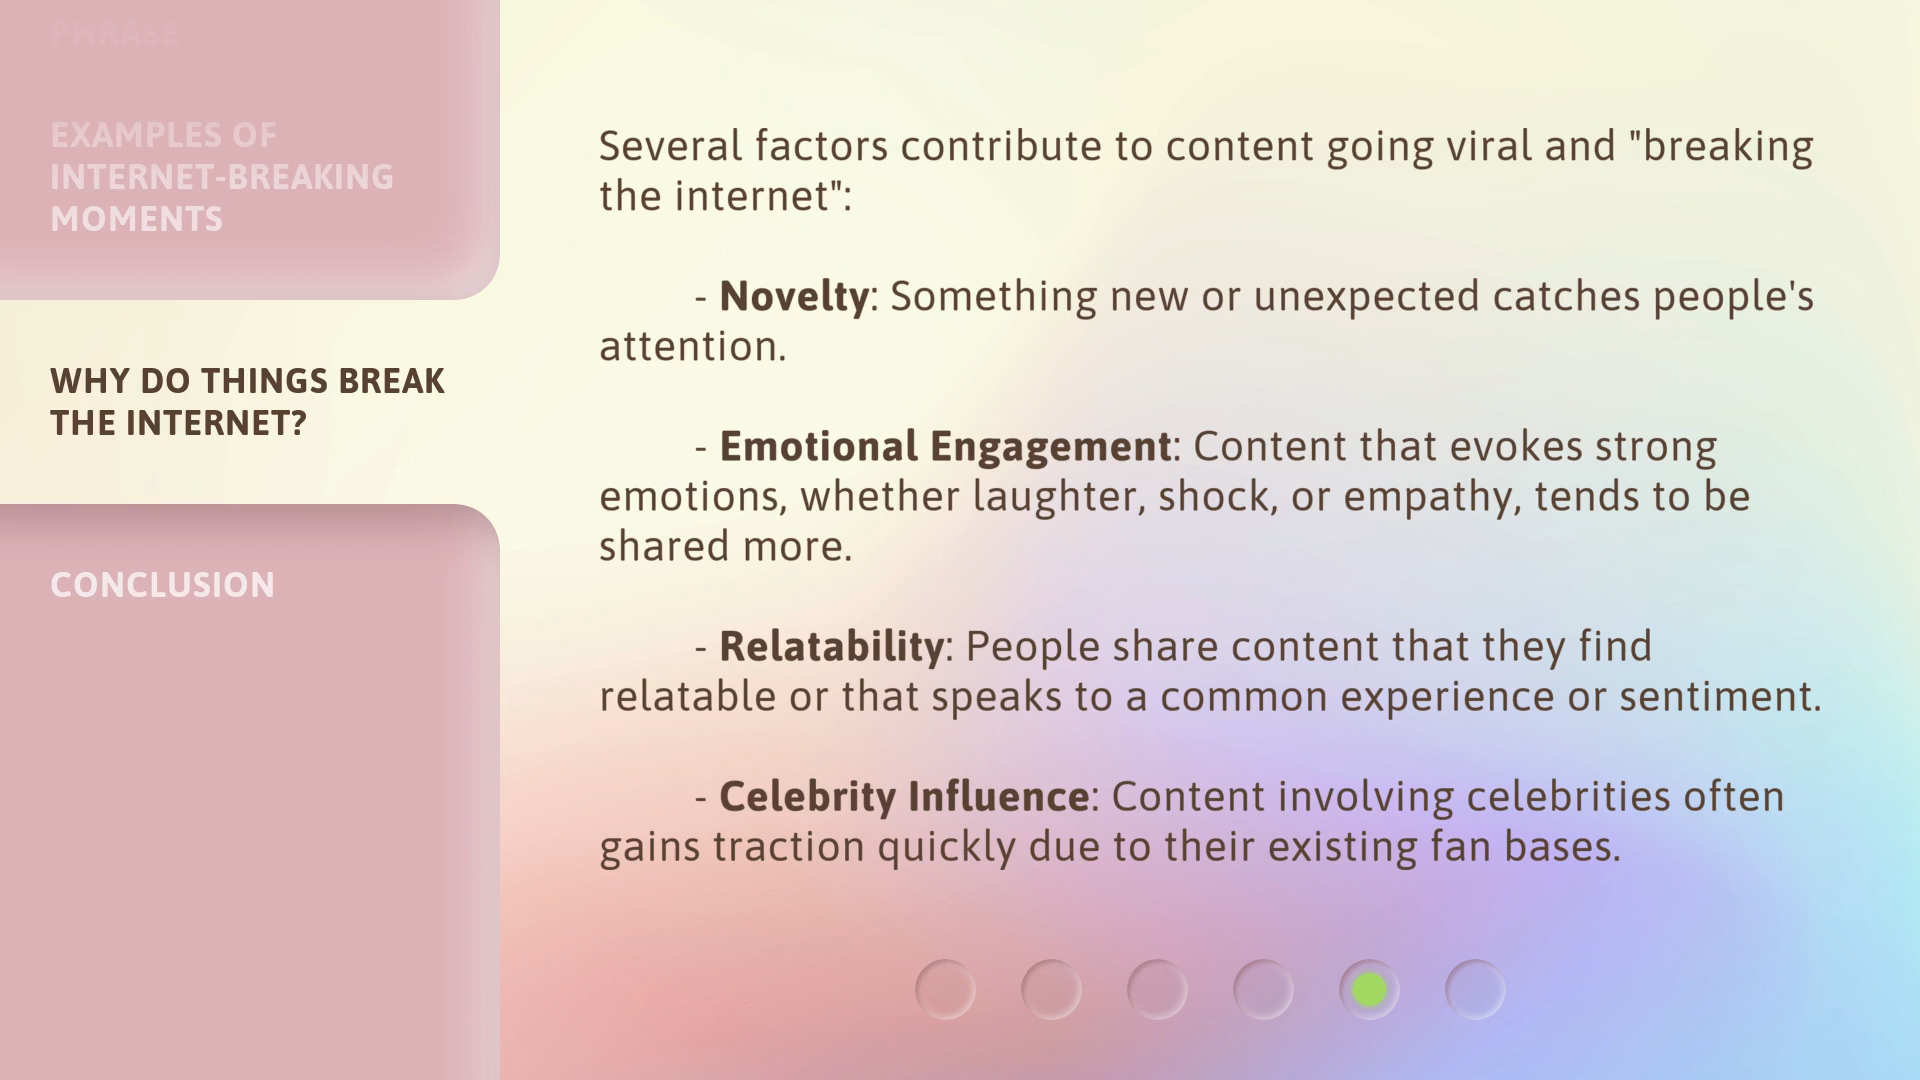 PHRASE
EXAMPLES OF
INTERNET-BREAKING
MOMENTS
WHY DO THINGS BREAK
THE INTERNET?
CONCLUSION
Several factors contribute to content going viral and "breaking
the internet":
- Novelty: Something new or unexpected catches people's
attention.
- Emotional Engagement: Content that evokes strong
emotions, whether laughter, shock, or empathy, tends to be
shared more.
- Relatability: People share content that they find
relatable or that speaks to a common experience or sentiment.
- Celebrity Influence: Content involving celebrities often
gains traction quickly due to their existing fan bases.